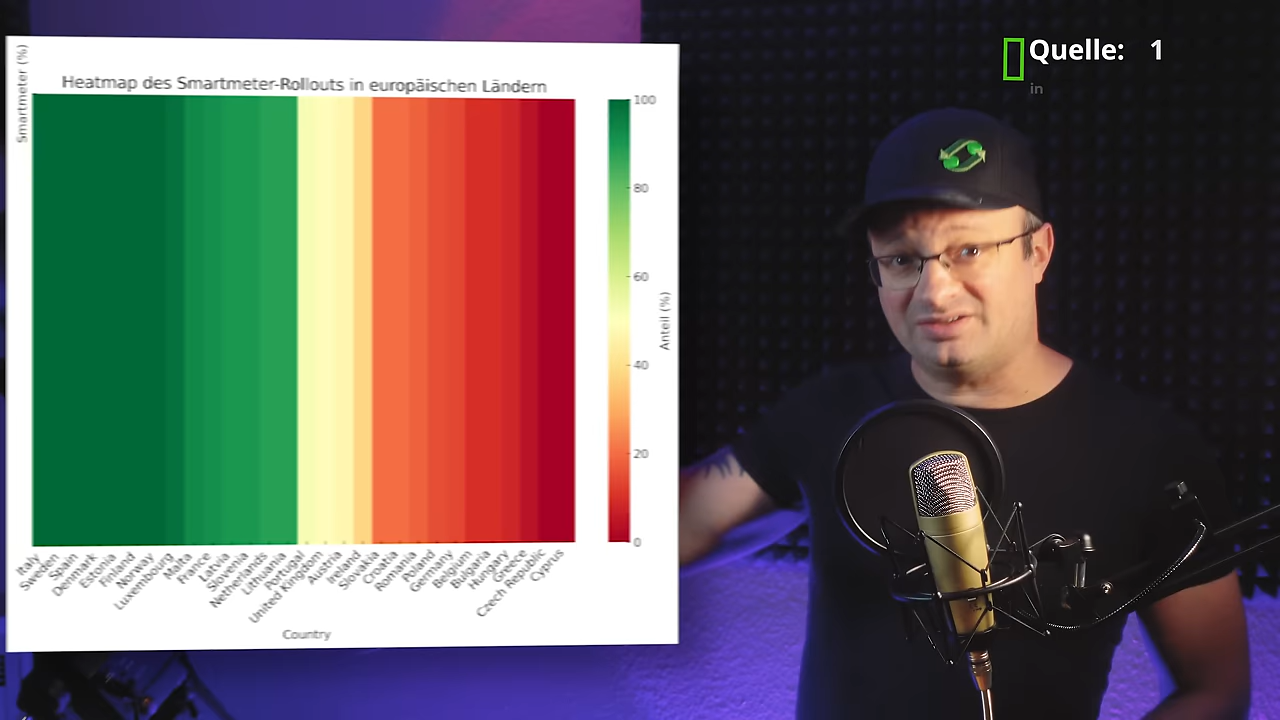 Quelle: 1
in
Heatmap des Smartmeter-Rollouts in europäischen Ländern
Smartmeter (%)
100
80
60
40
20
0
Anteil (%)
Italy
Sweden
Spain
Denmark
Estonia
Finland
Norway
Luxembourg
Malta
France
Latvia
Slovenia
Netherlands
Lithuania
Portugal
United Kingdom
Austria
Ireland
Slovakia
Croatia
Romania
Poland
Germany
Belgium
Bulgaria
Hungary
Greece
Czech Republic
Cyprus
Country